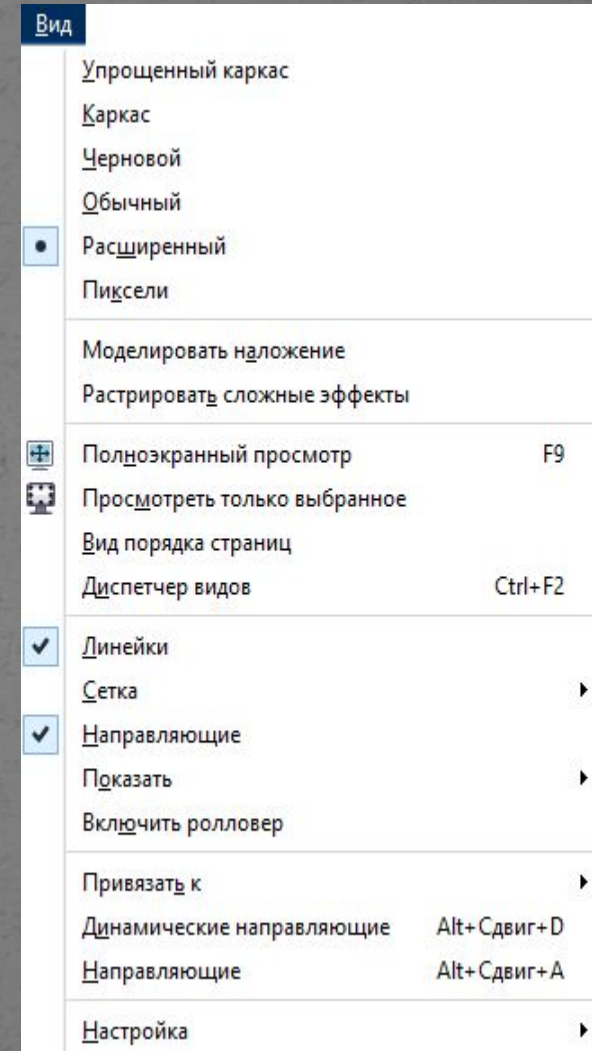 Вид
Упрощенный каркас
Каркас
Черновой
Обычный
Расширенный
Пиксели
Моделировать наложение
Растрировать сложные эффекты
Полноэкранный просмотр F9
Просмотреть только выбранное
Вид порядка страниц
Диспетчер видов Ctrl+F2
Линейки
Сетка
Направляющие
Показать
Включить ролловер
Привязать к
Динамические направляющие Alt+Сдвиг+D
Направляющие Alt+Сдвиг+A
Настройка